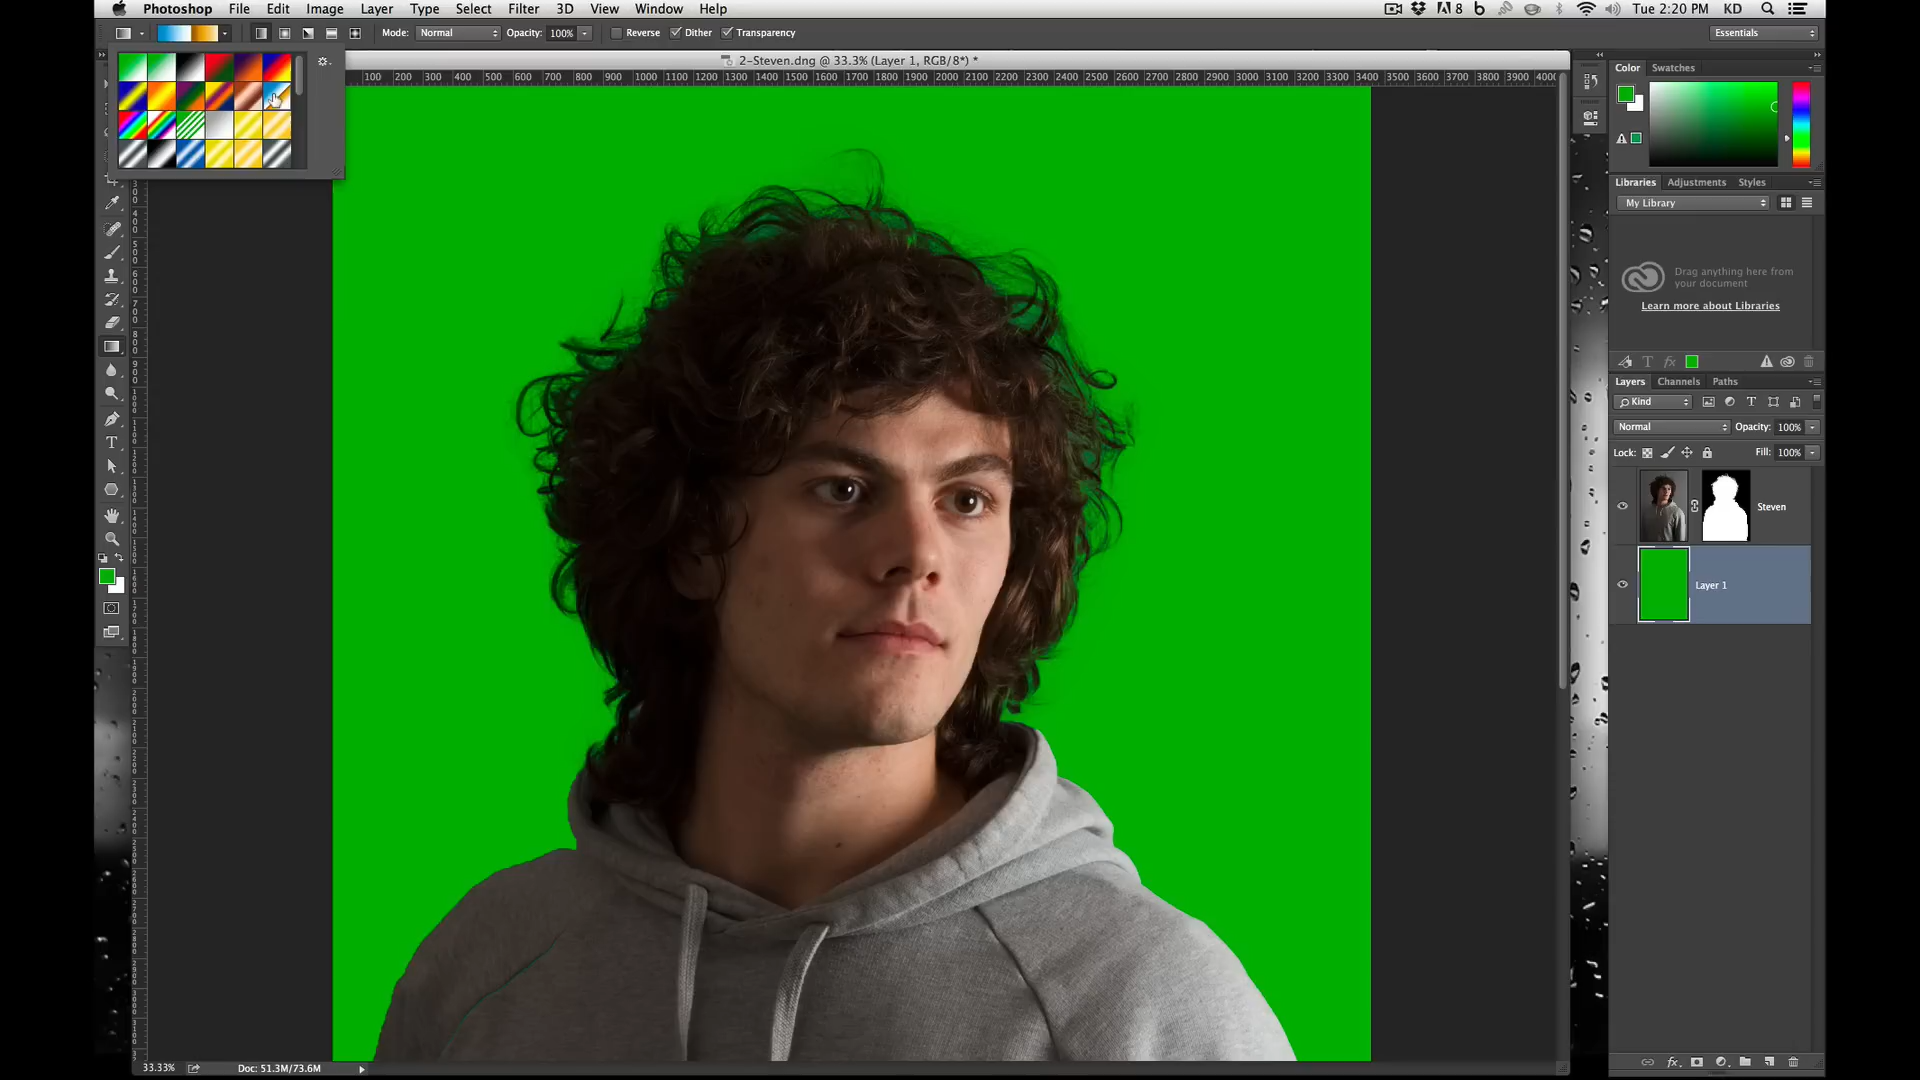 Photoshop File Edit Image Layer Type Select Filter 3D View Window Help 8 Tue 2:20 PM KD
Mode: Normal Opacity: 100% Reverse Dither Transparency Essentials
2-Steven.dng @ 33.3% (Layer 1, RGB/8*) *
100 200 300 400 500 600 700 800 900 1000 1100 1200 1300 1400 1500 1600 1700 1800 1900 2000 2100 2200 2300 2400 2500 2600 2700 2800 2900 3000 3100 3200 3300 3400 3500 3600 3700 3800 3900 4000
Color Swatches
Libraries Adjustments Styles
My Library
Drag anything here from
your document
Learn more about Libraries
Layers Channels Paths
Kind
Normal Opacity: 100%
Lock: Fill: 100%
Steven
Layer 1
33.33% Doc: 51.3M/73.6M